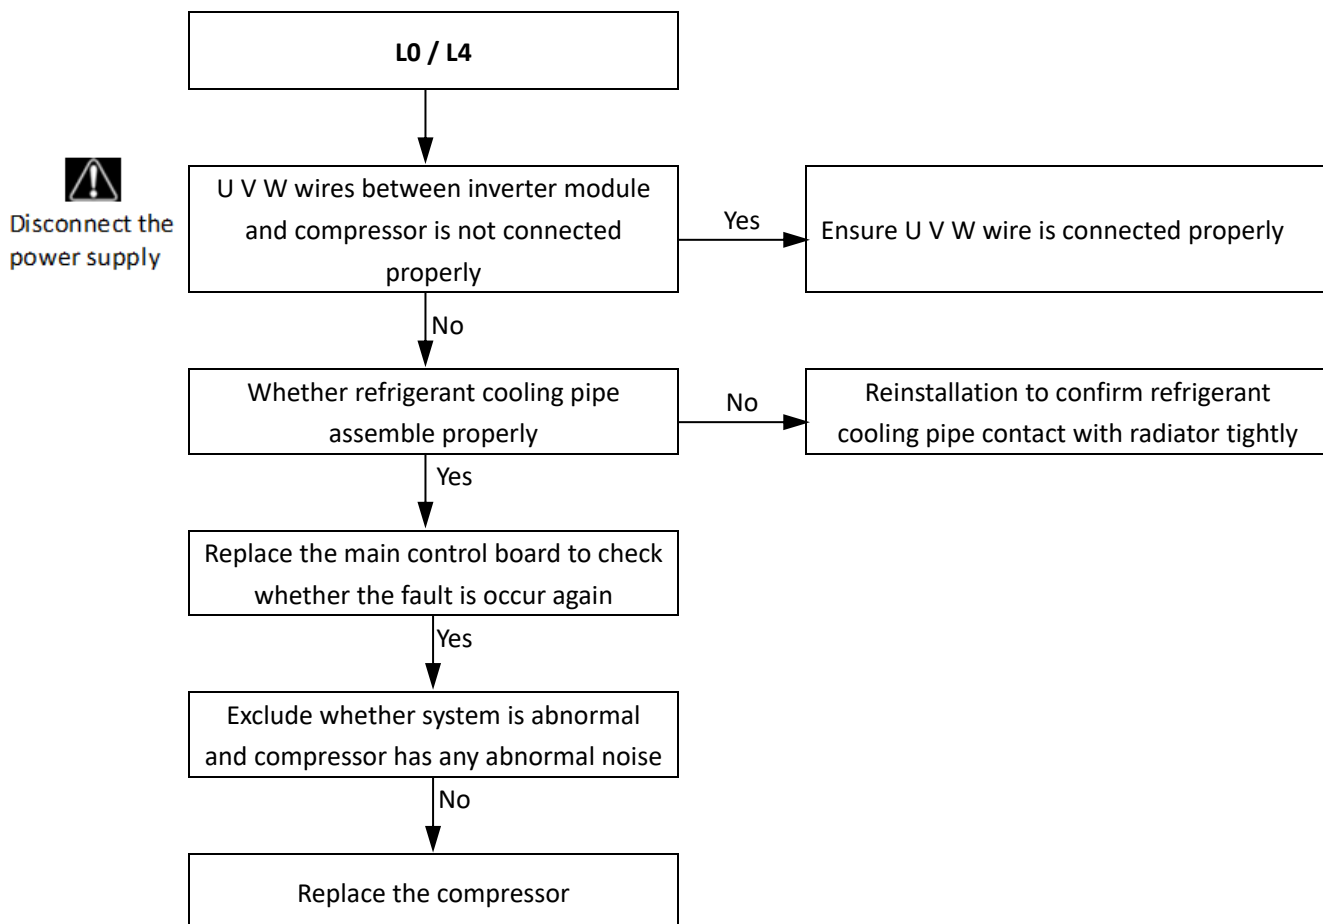 L0 / L4
Disconnect the
power supply
U V W wires between inverter module
and compressor is not connected
properly
Yes
Ensure U V W wire is connected properly
No
Whether refrigerant cooling pipe
assemble properly
No
Reinstallation to confirm refrigerant
cooling pipe contact with radiator tightly
Yes
Replace the main control board to check
whether the fault is occur again
Yes
Exclude whether system is abnormal
and compressor has any abnormal noise
No
Replace the compressor